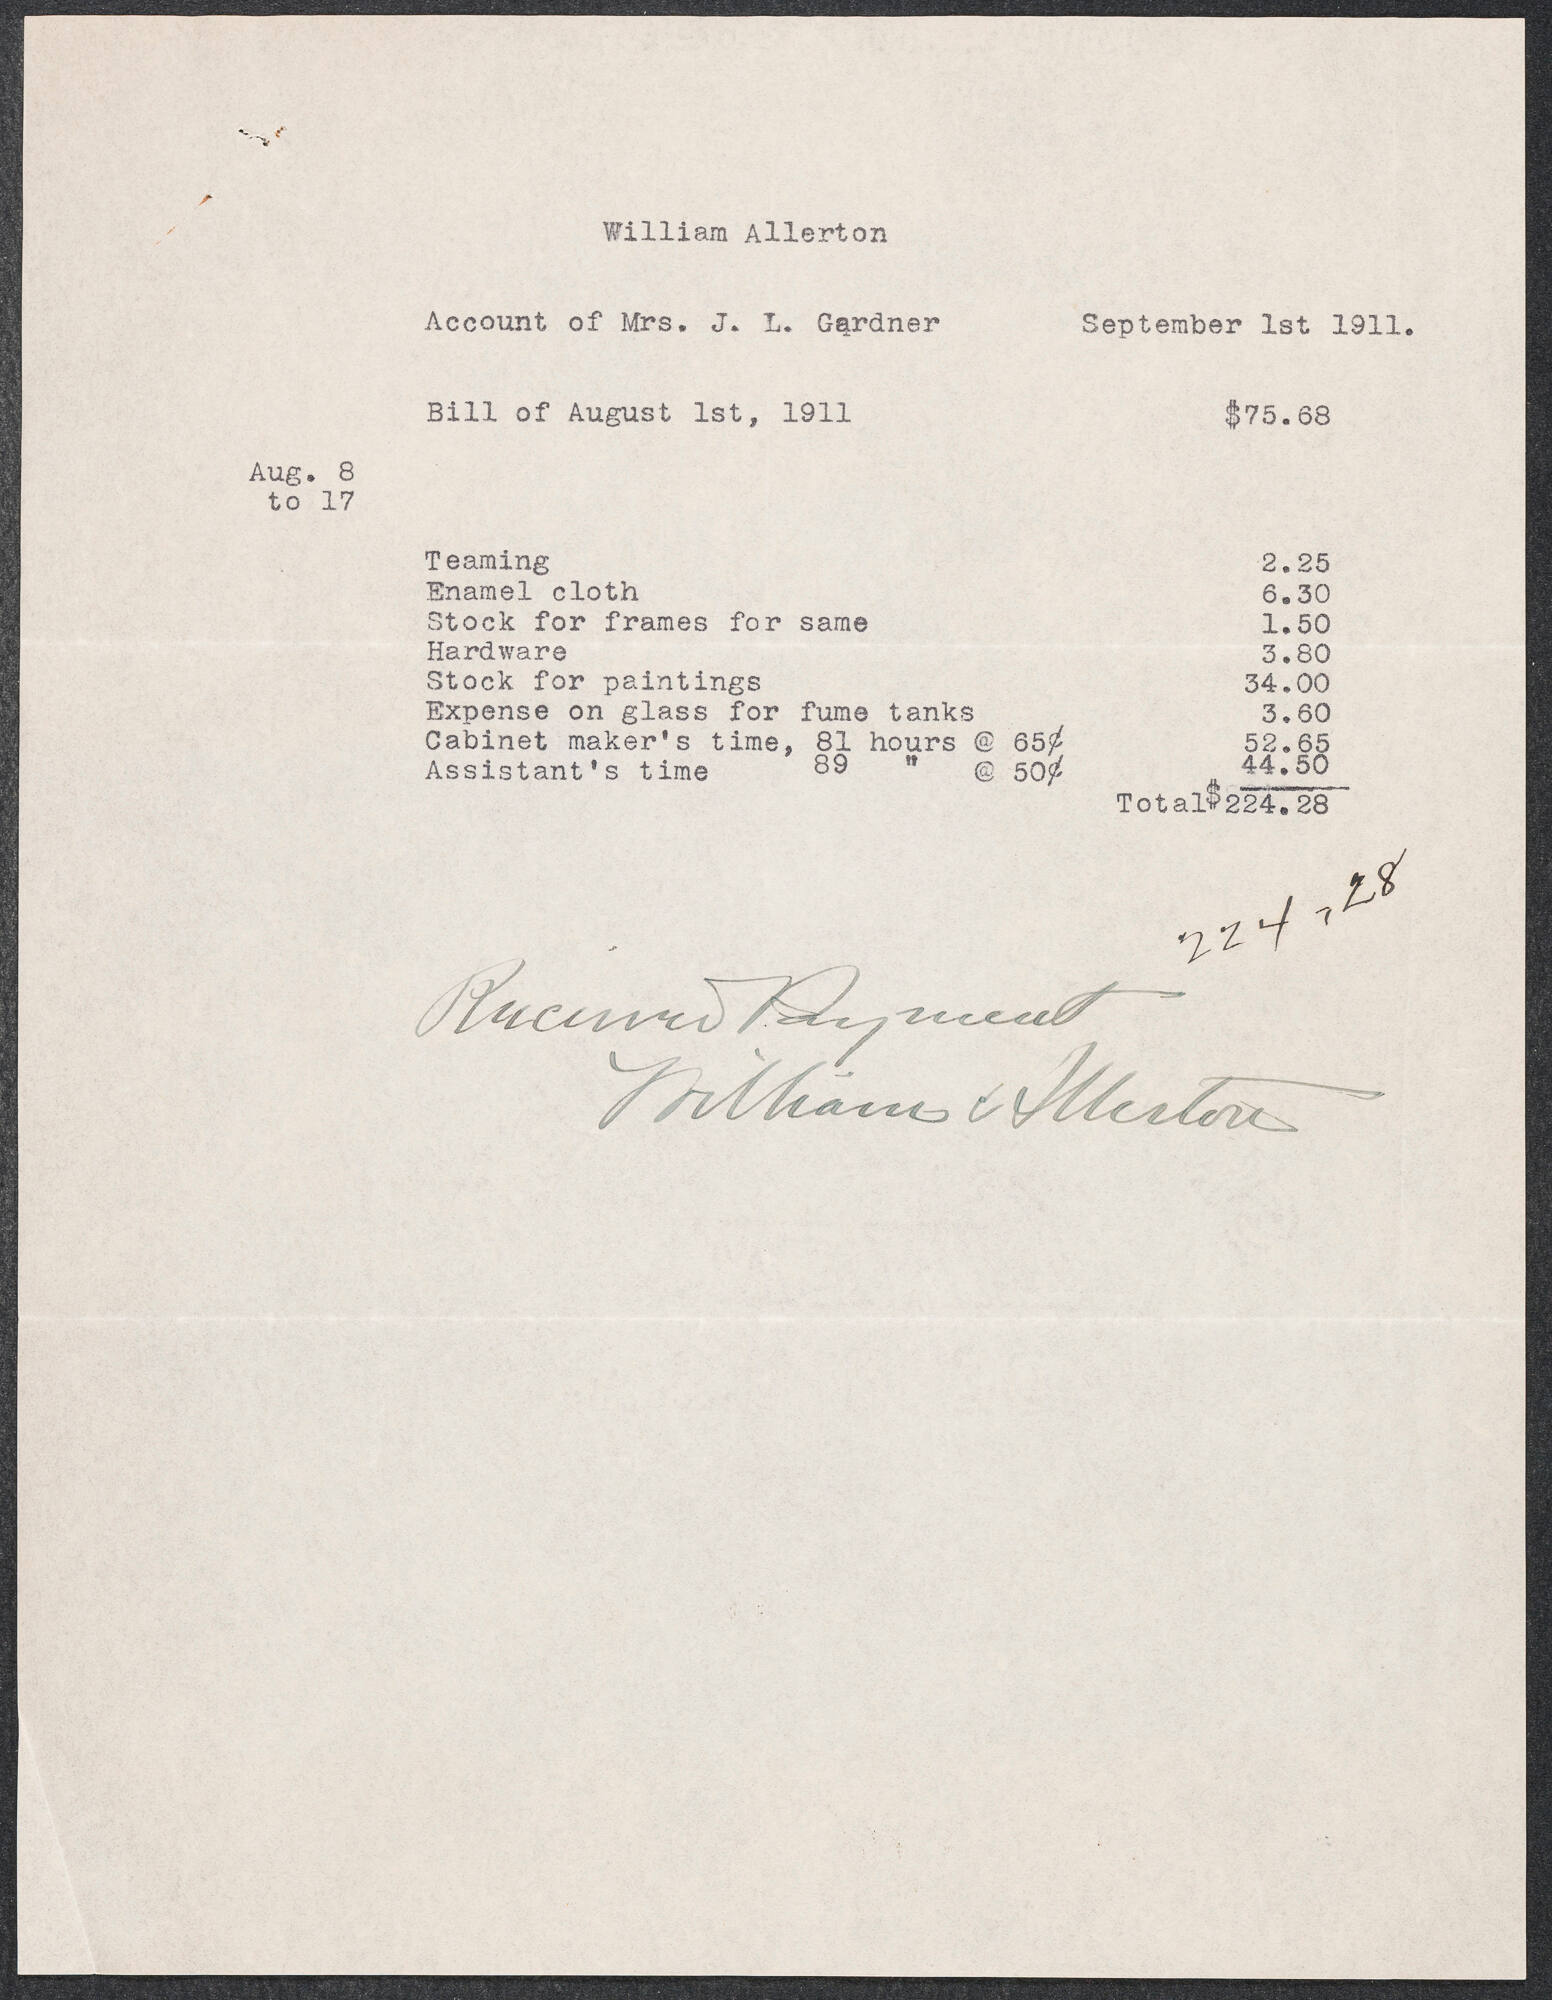 William Allerton
Account of Mrs. J. L. Gardner September 1st 1911.
Bill of August 1st, 1911 $75.68
Aug. 8
to 17
Teaming 2.25
Enamel cloth 6.30
Stock for frames for same 1.50
Hardware 3.80
Stock for paintings 34.00
Expense on glass for fume tanks 3.60
Cabinet maker's time, 81 hours @ 65¢ 52.65
Assistant's time 89 " @ 50¢ 44.50
Total $224.28
224.28
Received Payment
William Allerton